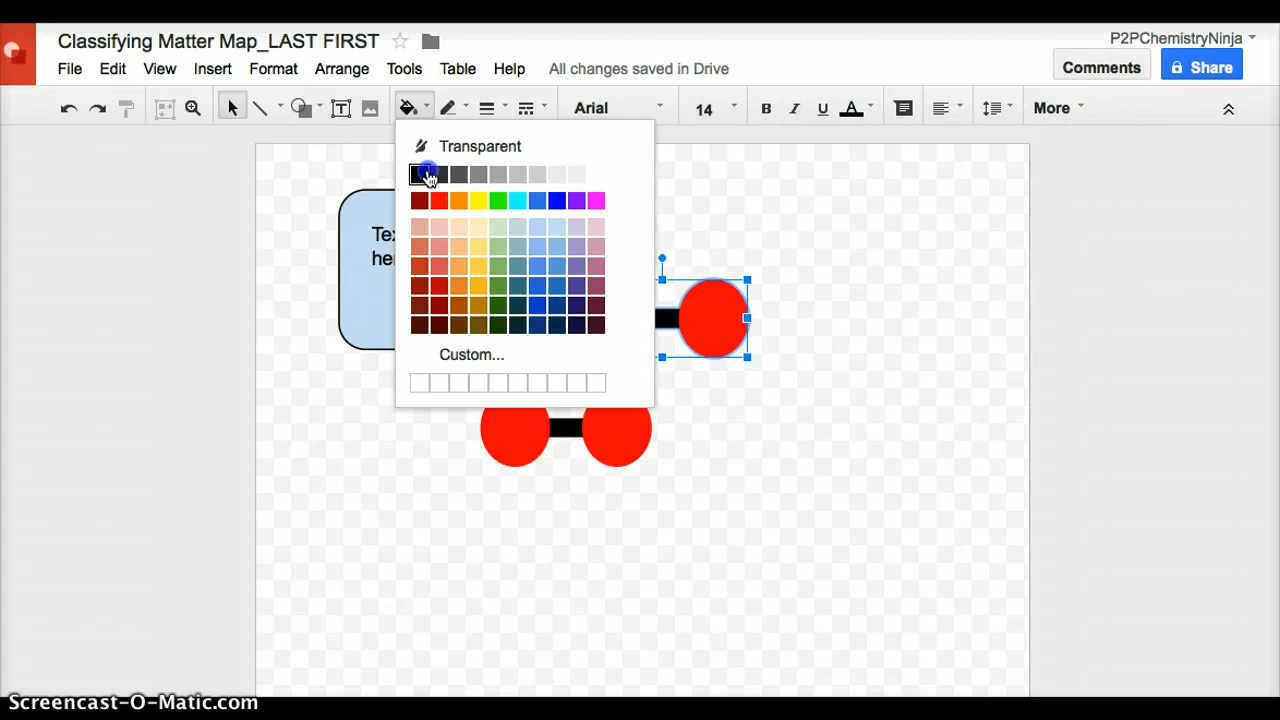 Classifying Matter Map_LAST FIRST
P2PChemistryNinja
File Edit View Insert Format Arrange Tools Table Help All changes saved in Drive
Comments Share
T Arial 14 B I U A More
Transparent
Tex
her
Custom...
Screencast-O-Matic.com